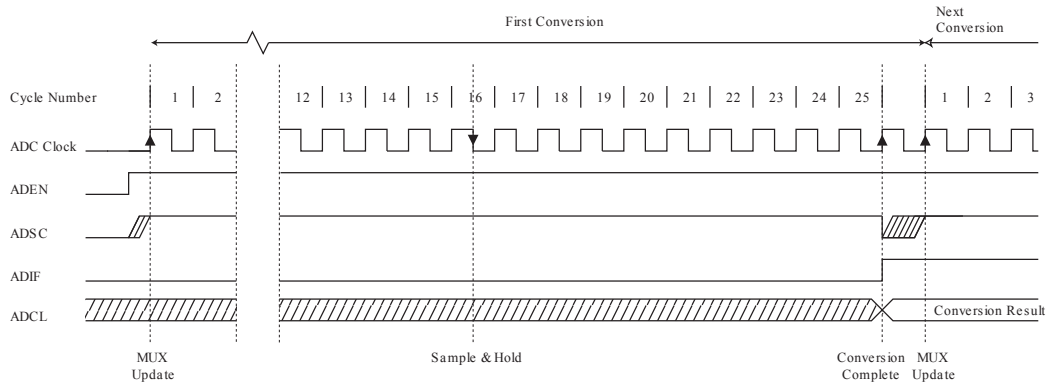 First Conversion
Next
Conversion
Cycle Number 1 2 12 13 14 15 16 17 18 19 20 21 22 23 24 25 1 2 3
ADC Clock
ADEN
ADSC
ADIF
ADCL
Conversion Result
MUX
Update
Sample & Hold
Conversion
Complete
MUX
Update